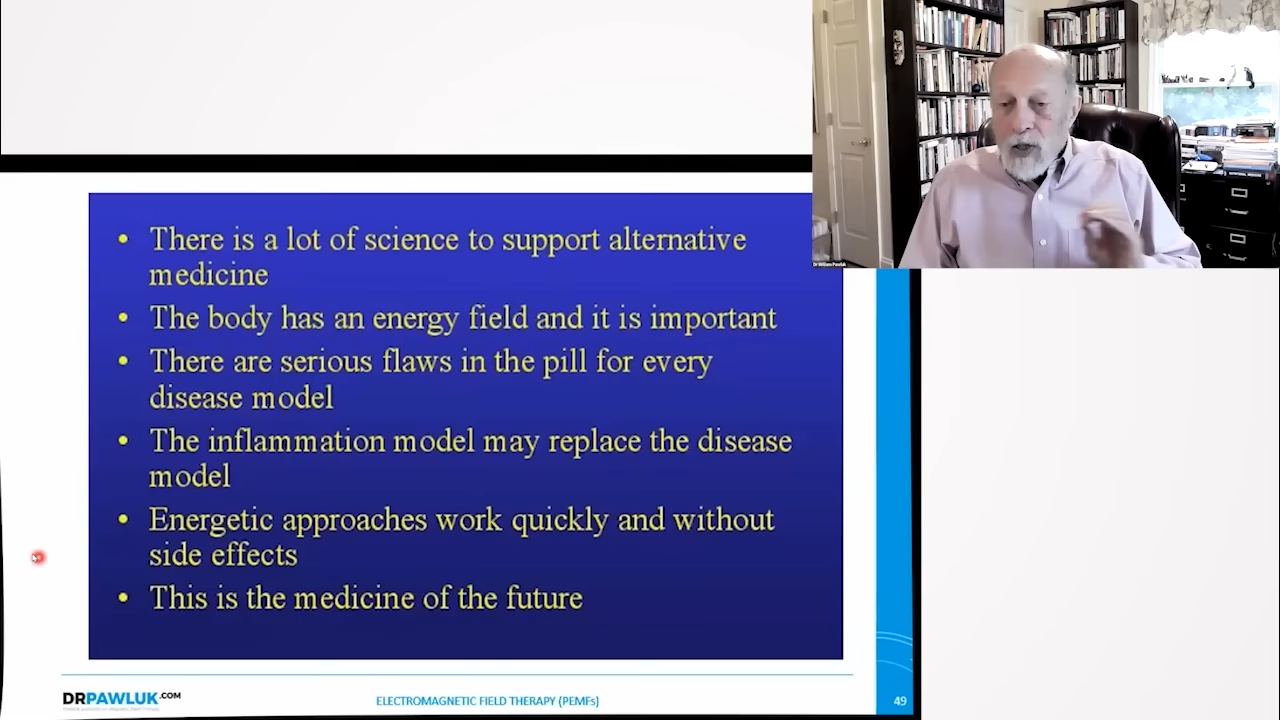 • There is a lot of science to support alternative
medicine
• The body has an energy field and it is important
• There are serious flaws in the pill for every
disease model
• The inflammation model may replace the disease
model
• Energetic approaches work quickly and without
side effects
• This is the medicine of the future
DRPAWLUK.COM
ELECTROMAGNETIC FIELD THERAPY (PEMFs)
49
Dr William Pawluk